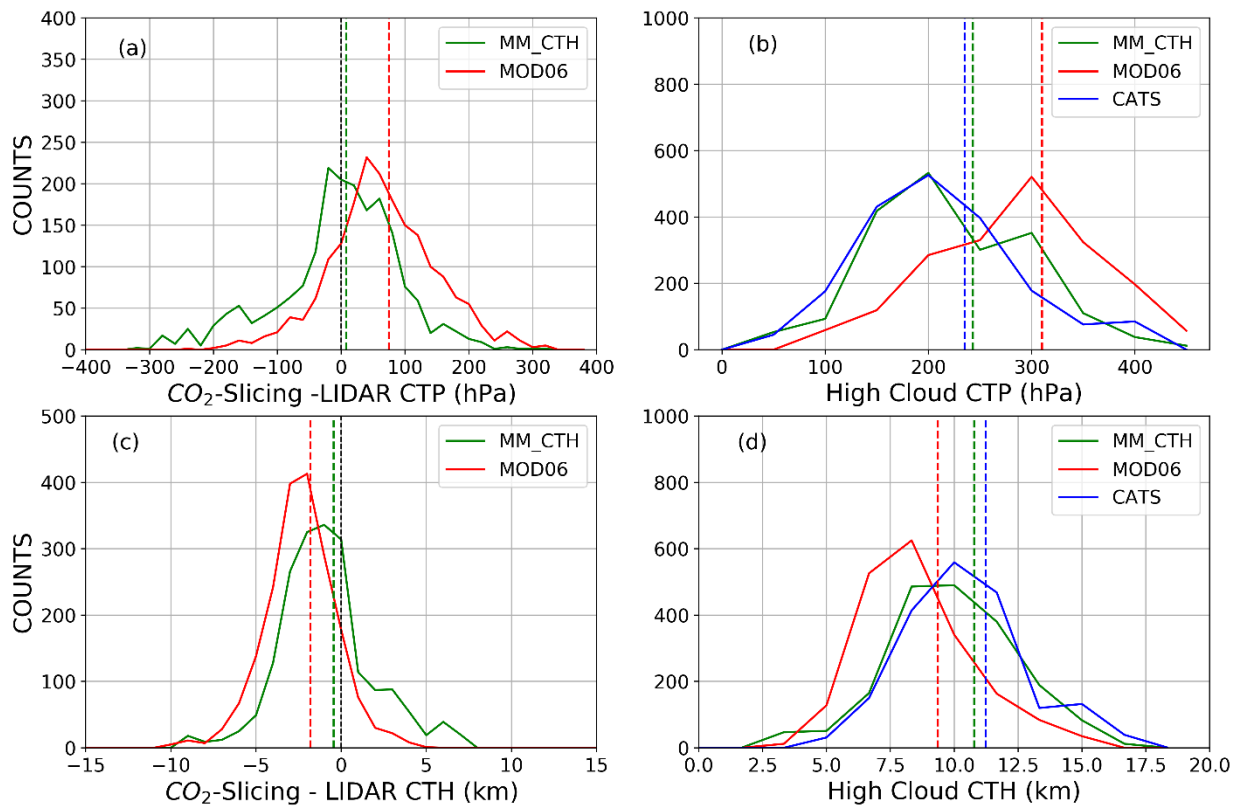 400
350
300
250
200
150
100
50
0
COUNTS
(a)
MM_CTH
MOD06
−400 −300 −200 −100 0 100 200 300 400
CO2-Slicing -LIDAR CTP (hPa)
1000
800
600
400
200
0
(b)
MM_CTH
MOD06
CATS
0 100 200 300 400
High Cloud CTP (hPa)
500
400
300
200
100
0
COUNTS
(c)
MM_CTH
MOD06
−15 −10 −5 0 5 10 15
CO2-Slicing - LIDAR CTH (km)
1000
800
600
400
200
0
(d)
MM_CTH
MOD06
CATS
0.0 2.5 5.0 7.5 10.0 12.5 15.0 17.5 20.0
High Cloud CTH (km)